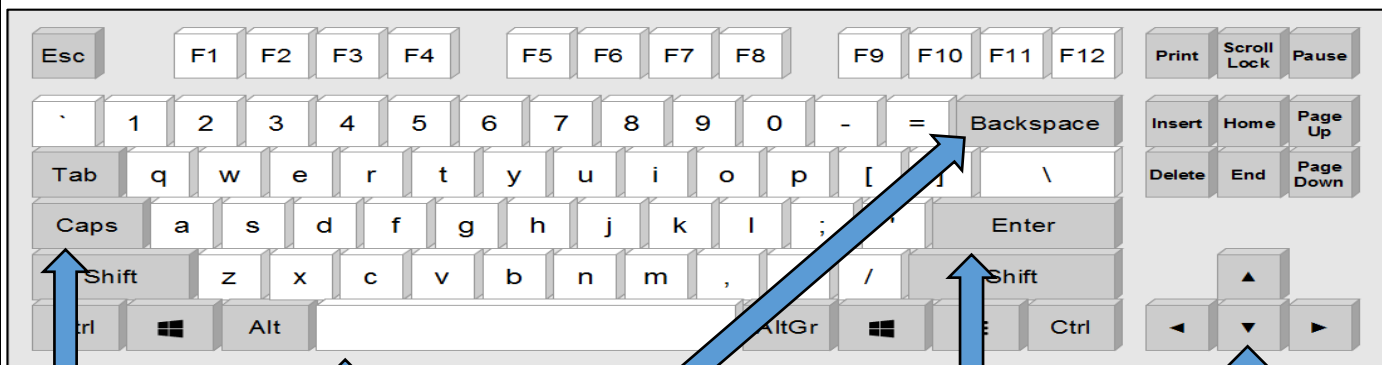 Esc F1 F2 F3 F4 F5 F6 F7 F8 F9 F10 F11 F12 Print Scroll Lock Pause
` 1 2 3 4 5 6 7 8 9 0 - = Backspace Insert Home Page Up
Tab q w e r t y u i o p [ ] \ Delete End Page Down
Caps a s d f g h j k l ; ' Enter
Shift z x c v b n m , / Shift
Alt AltGr Ctrl